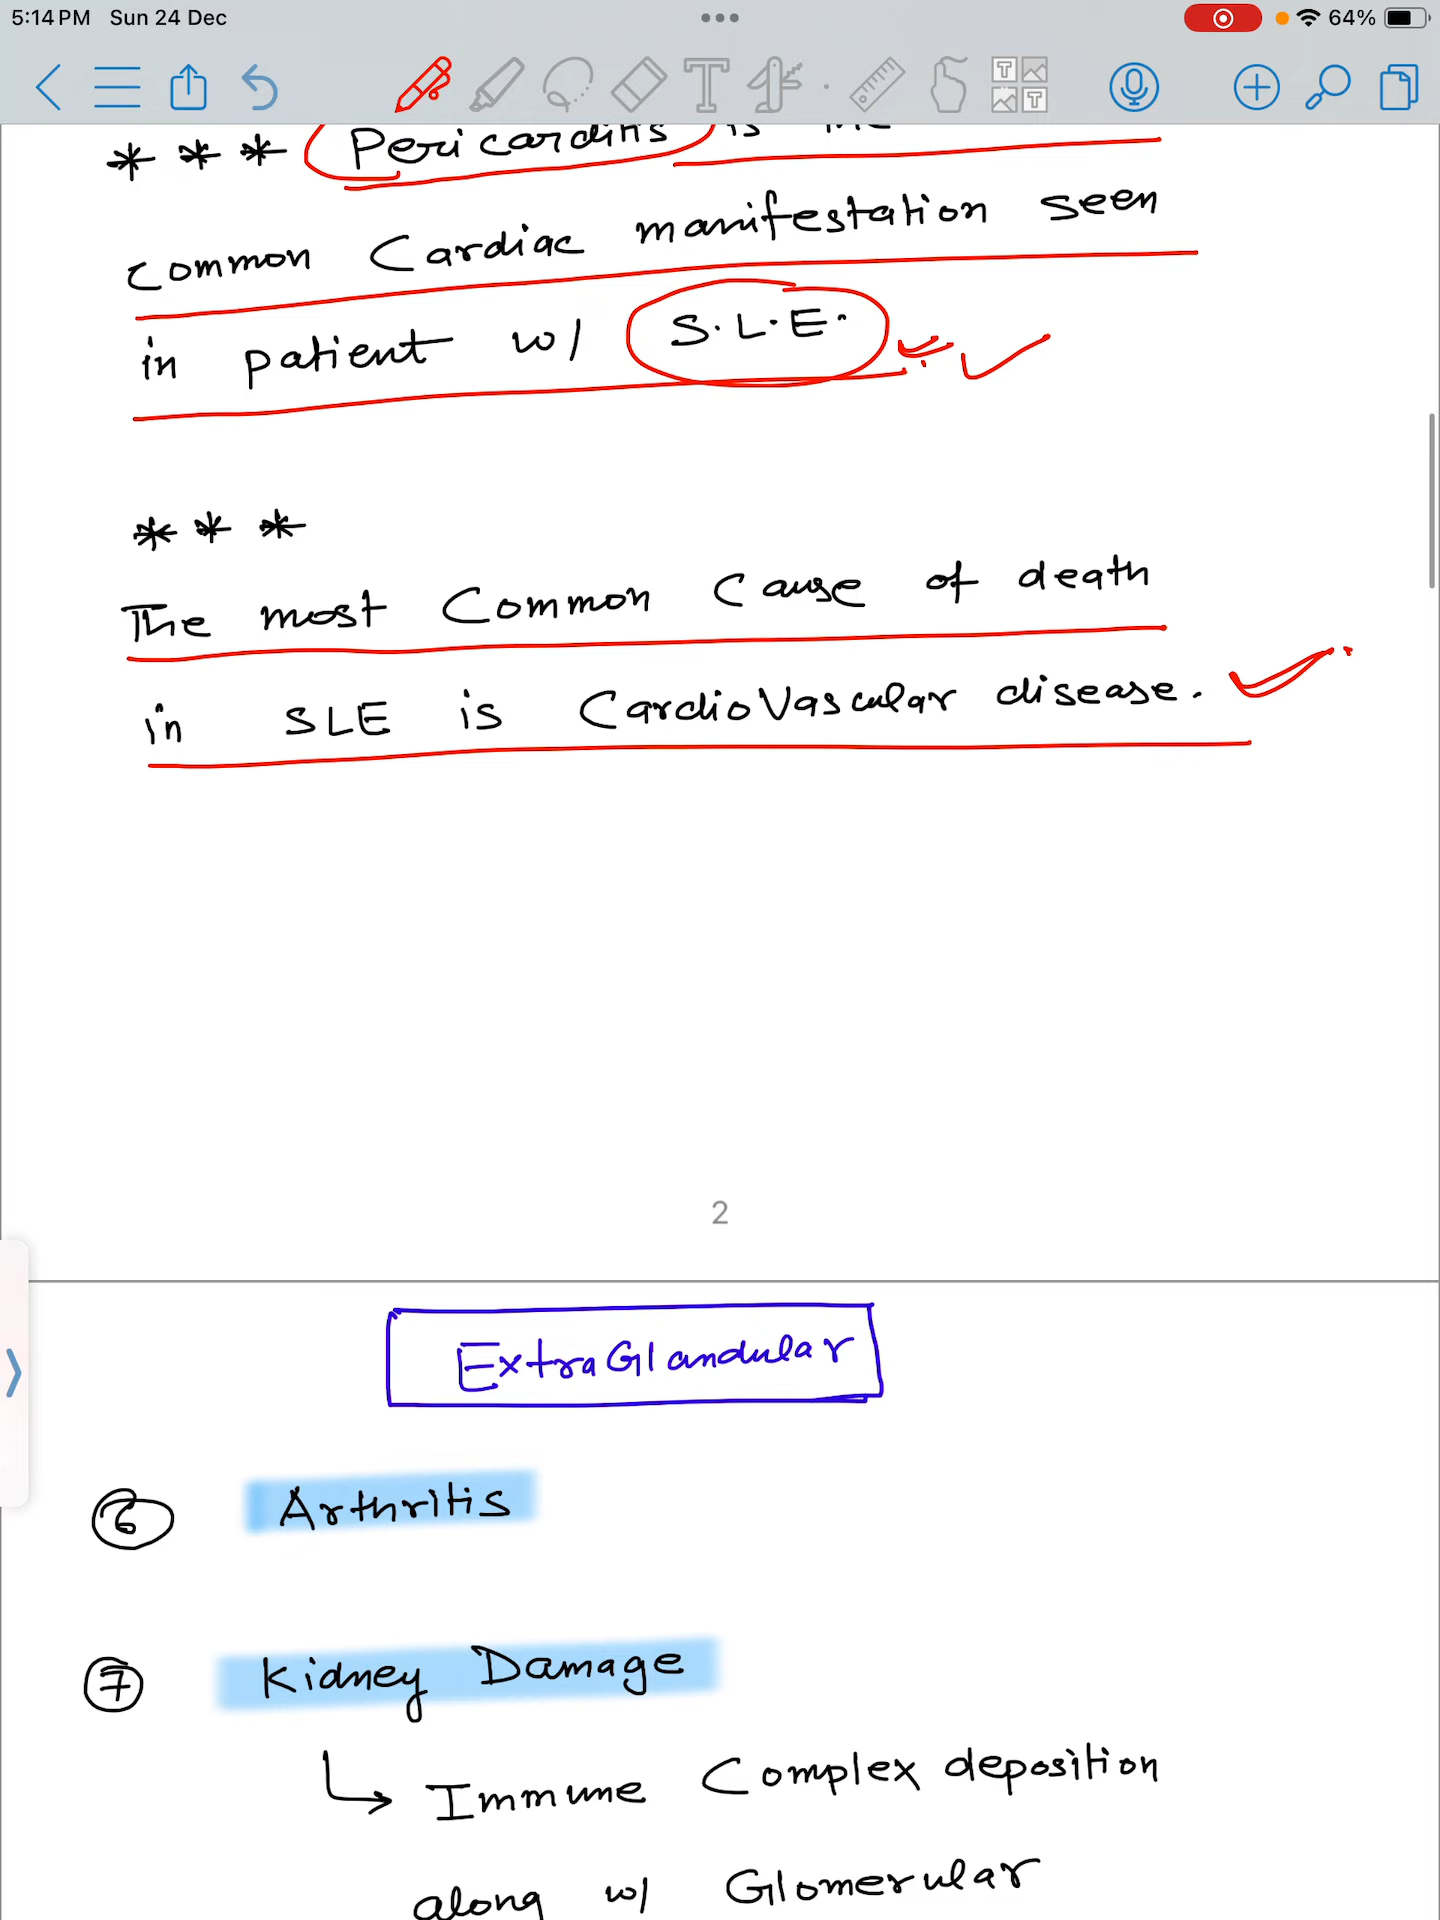 5:14 PM Sun 24 Dec
64%
*** Pericarditis is the
common Cardiac manifestation seen
in patient w/ S.L.E.
***
The most Common Cause of death
in SLE is CardioVascular disease.
2
ExtraGlandular
6 Arthritis
7 Kidney Damage
↳ Immune Complex deposition
along w/ Glomerular